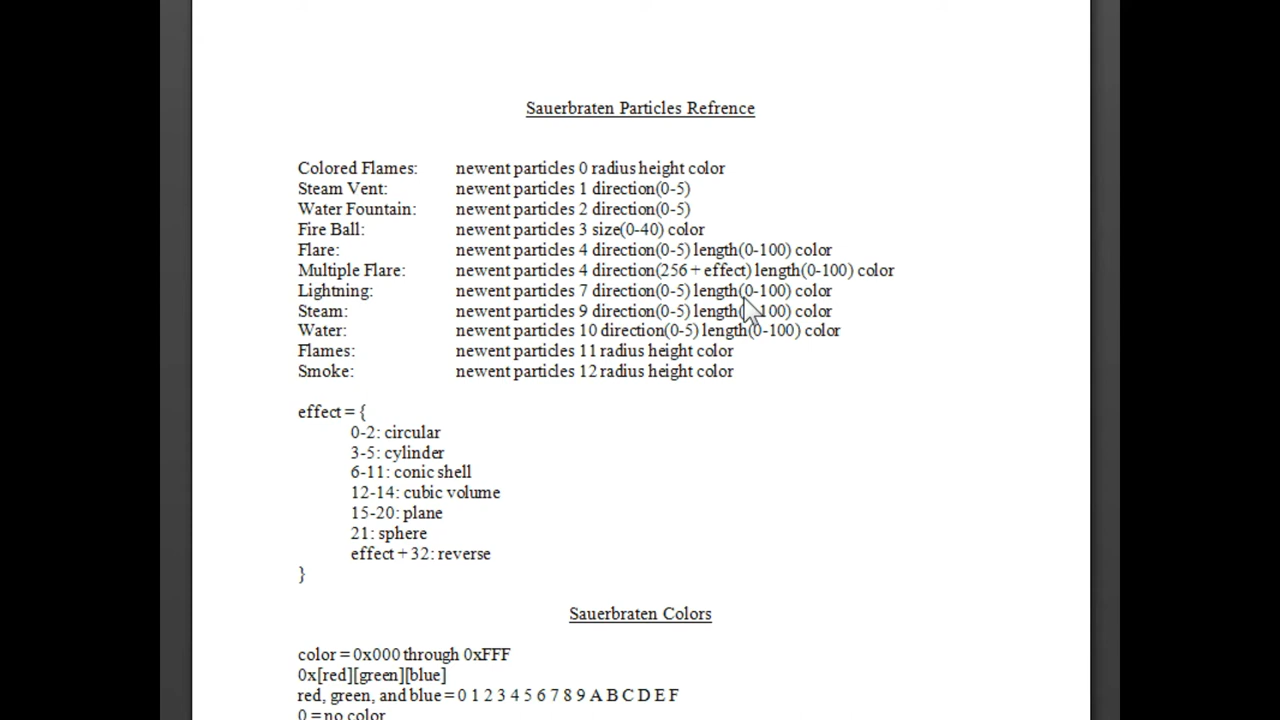 Sauerbraten Particles Refrence
Colored Flames: newent particles 0 radius height color
Steam Vent: newent particles 1 direction(0-5)
Water Fountain: newent particles 2 direction(0-5)
Fire Ball: newent particles 3 size(0-40) color
Flare: newent particles 4 direction(0-5) length(0-100) color
Multiple Flare: newent particles 4 direction(256 + effect) length(0-100) color
Lightning: newent particles 7 direction(0-5) length(0-100) color
Steam: newent particles 9 direction(0-5) length(0-100) color
Water: newent particles 10 direction(0-5) length(0-100) color
Flames: newent particles 11 radius height color
Smoke: newent particles 12 radius height color
effect = {
0-2: circular
3-5: cylinder
6-11: conic shell
12-14: cubic volume
15-20: plane
21: sphere
effect + 32: reverse
}
Sauerbraten Colors
color = 0x000 through 0xFFF
0x[red][green][blue]
red, green, and blue = 0 1 2 3 4 5 6 7 8 9 A B C D E F
0 = no color